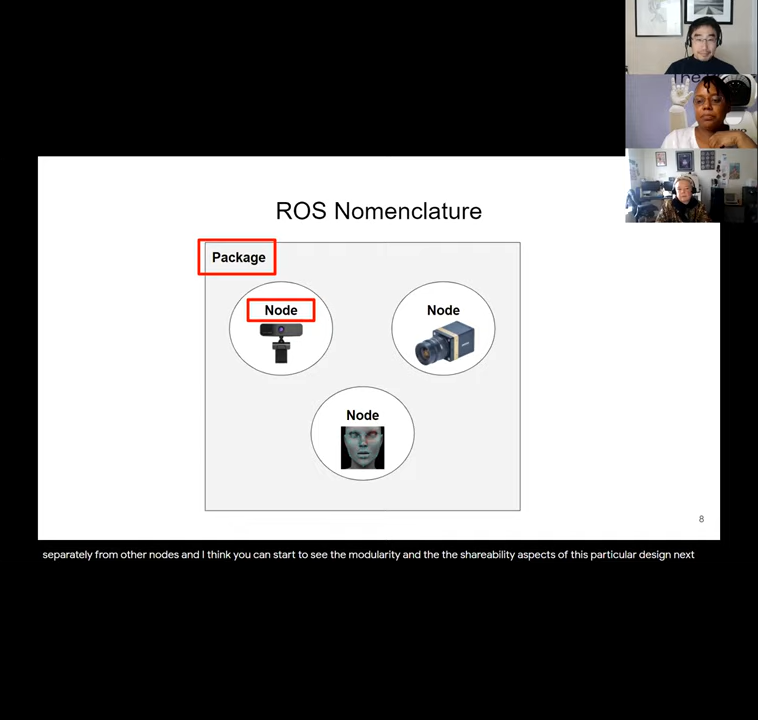 ROS Nomenclature
Package
Node
Node
Node
8
separately from other nodes and I think you can start to see the modularity and the the shareability aspects of this particular design next